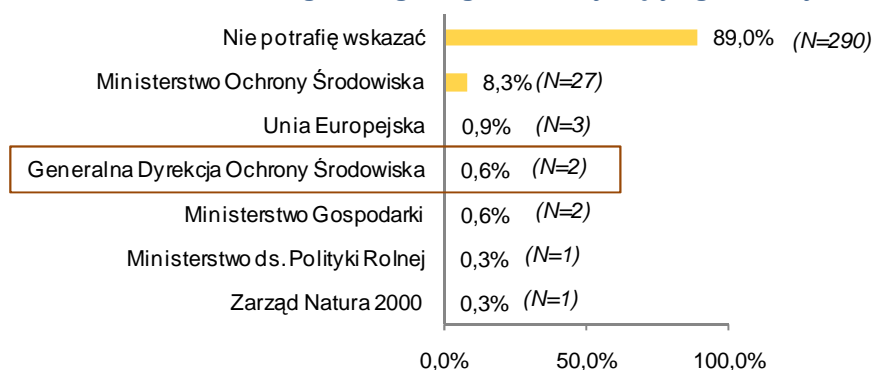 Nie potrafię wskazać 89,0% (N=290)
Ministerstwo Ochrony Środowiska 8,3% (N=27)
Unia Europejska 0,9% (N=3)
Generalna Dyrekcja Ochrony Środowiska 0,6% (N=2)
Ministerstwo Gospodarki 0,6% (N=2)
Ministerstwo ds. Polityki Rolnej 0,3% (N=1)
Zarząd Natura 2000 0,3% (N=1)
0,0% 50,0% 100,0%